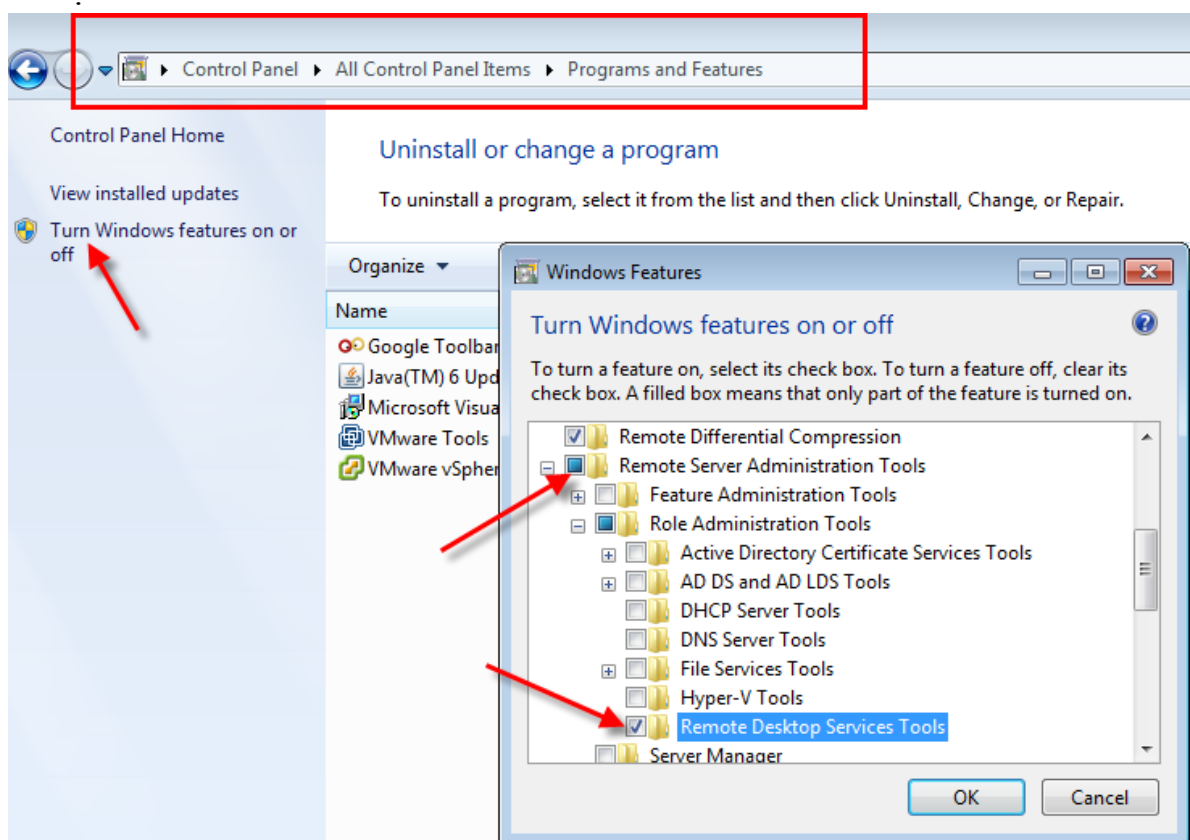 Control Panel All Control Panel Items Programs and Features
Control Panel Home
View installed updates
Turn Windows features on or
off
Uninstall or change a program
To uninstall a program, select it from the list and then click Uninstall, Change, or Repair.
Organize
Name
Google Toolbar
Java(TM) 6 Upd
Microsoft Visua
VMware Tools
VMware vSpher
Windows Features
Turn Windows features on or off
To turn a feature on, select its check box. To turn a feature off, clear its
check box. A filled box means that only part of the feature is turned on.
Remote Differential Compression
Remote Server Administration Tools
Feature Administration Tools
Role Administration Tools
Active Directory Certificate Services Tools
AD DS and AD LDS Tools
DHCP Server Tools
DNS Server Tools
File Services Tools
Hyper-V Tools
Remote Desktop Services Tools
Server Manager
OK Cancel